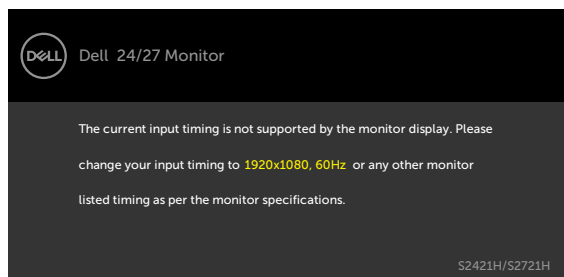 DELL
Dell 24/27 Monitor
The current input timing is not supported by the monitor display. Please
change your input timing to 1920x1080, 60Hz or any other monitor
listed timing as per the monitor specifications.
S2421H/S2721H